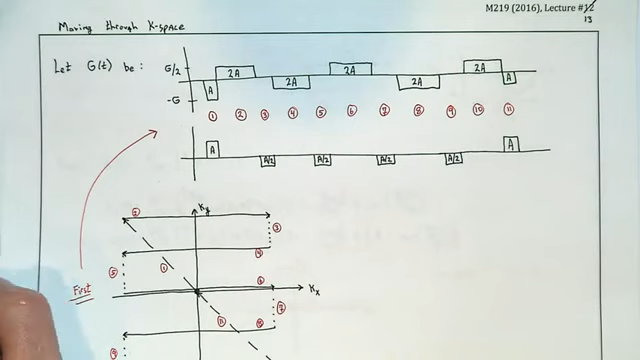 M219 (2016), Lecture #12
13
Moving through K-space
Let G(t) be:
G/2
-G
A 2A 2A 2A 2A 2A A
① ② ③ ④ ⑤ ⑥ ⑦ ⑧ ⑨ ⑩ ⑪
A A/2 A/2 A/2 A/2 A
First
Ky
②
③
④
①
⑤
⑥
Kx
⑦
⑪
⑧
⑨